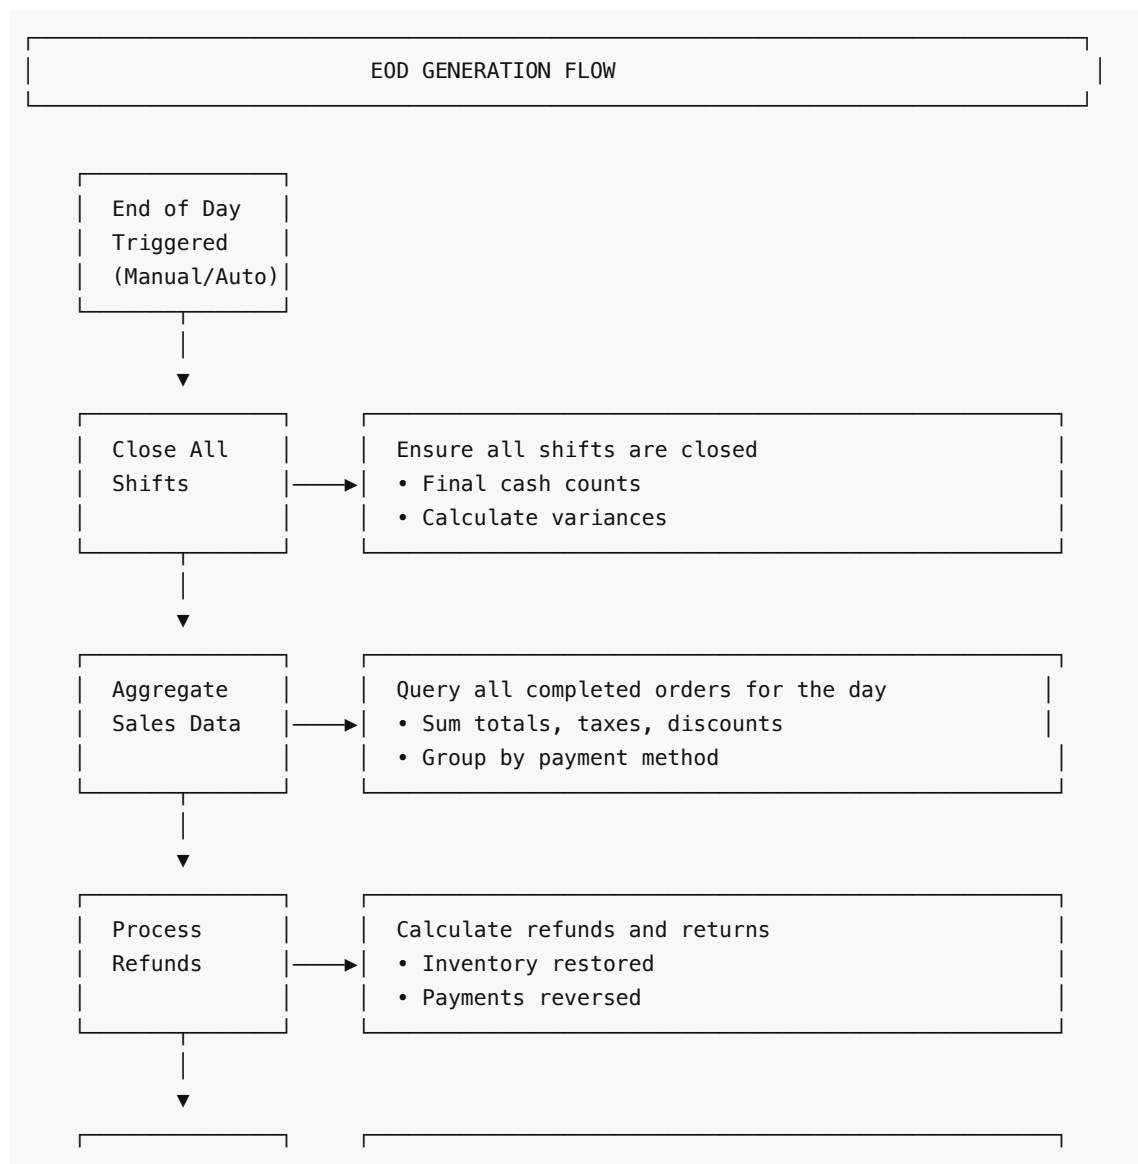 EOD GENERATION FLOW
End of Day
Triggered
(Manual/Auto)
Close All
Shifts
Ensure all shifts are closed
• Final cash counts
• Calculate variances
Aggregate
Sales Data
Query all completed orders for the day
• Sum totals, taxes, discounts
• Group by payment method
Process
Refunds
Calculate refunds and returns
• Inventory restored
• Payments reversed